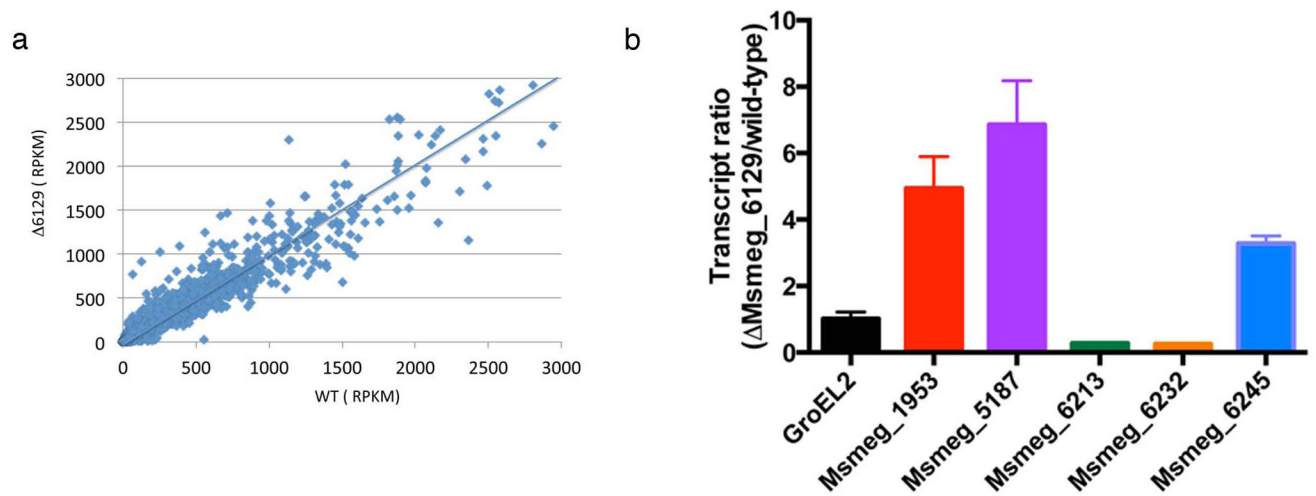 a
3000
2500
2000
1500
1000
500
0
Δ6129 ( RPKM)
0 500 1000 1500 2000 2500 3000
WT ( RPKM)
b
10
8
6
4
2
0
Transcript ratio
(ΔMsmeg_6129/wild-type)
GroEL2
Msmeg_1953
Msmeg_5187
Msmeg_6213
Msmeg_6232
Msmeg_6245